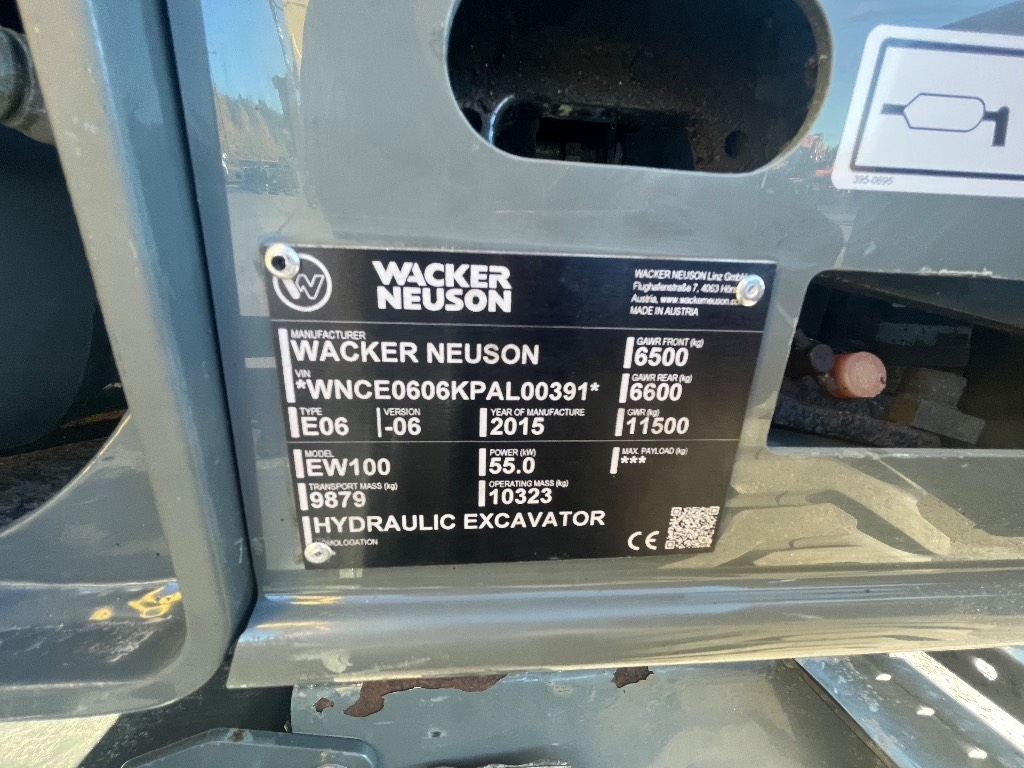 395-0695
W
WACKER
NEUSON
WACKER NEUSON Linz GmbH
Flughafenstraße 7, 4063
Austria, www.wackerneuson.co
MADE IN AUSTRIA
MANUFACTURER
WACKER NEUSON
GAWR FRONT (kg)
6500
VIN
*WNCE0606KPAL00391*
GAWR REAR (kg)
6600
TYPE
E06
VERSION
-06
YEAR OF MANUFACTURE
2015
GWR (kg)
11500
MODEL
EW100
POWER (kW)
55.0
MAX. PAYLOAD (kg)
***
TRANSPORT MASS (kg)
9879
OPERATING MASS (kg)
10323
HYDRAULIC EXCAVATOR
HOMOLOGATION
CE